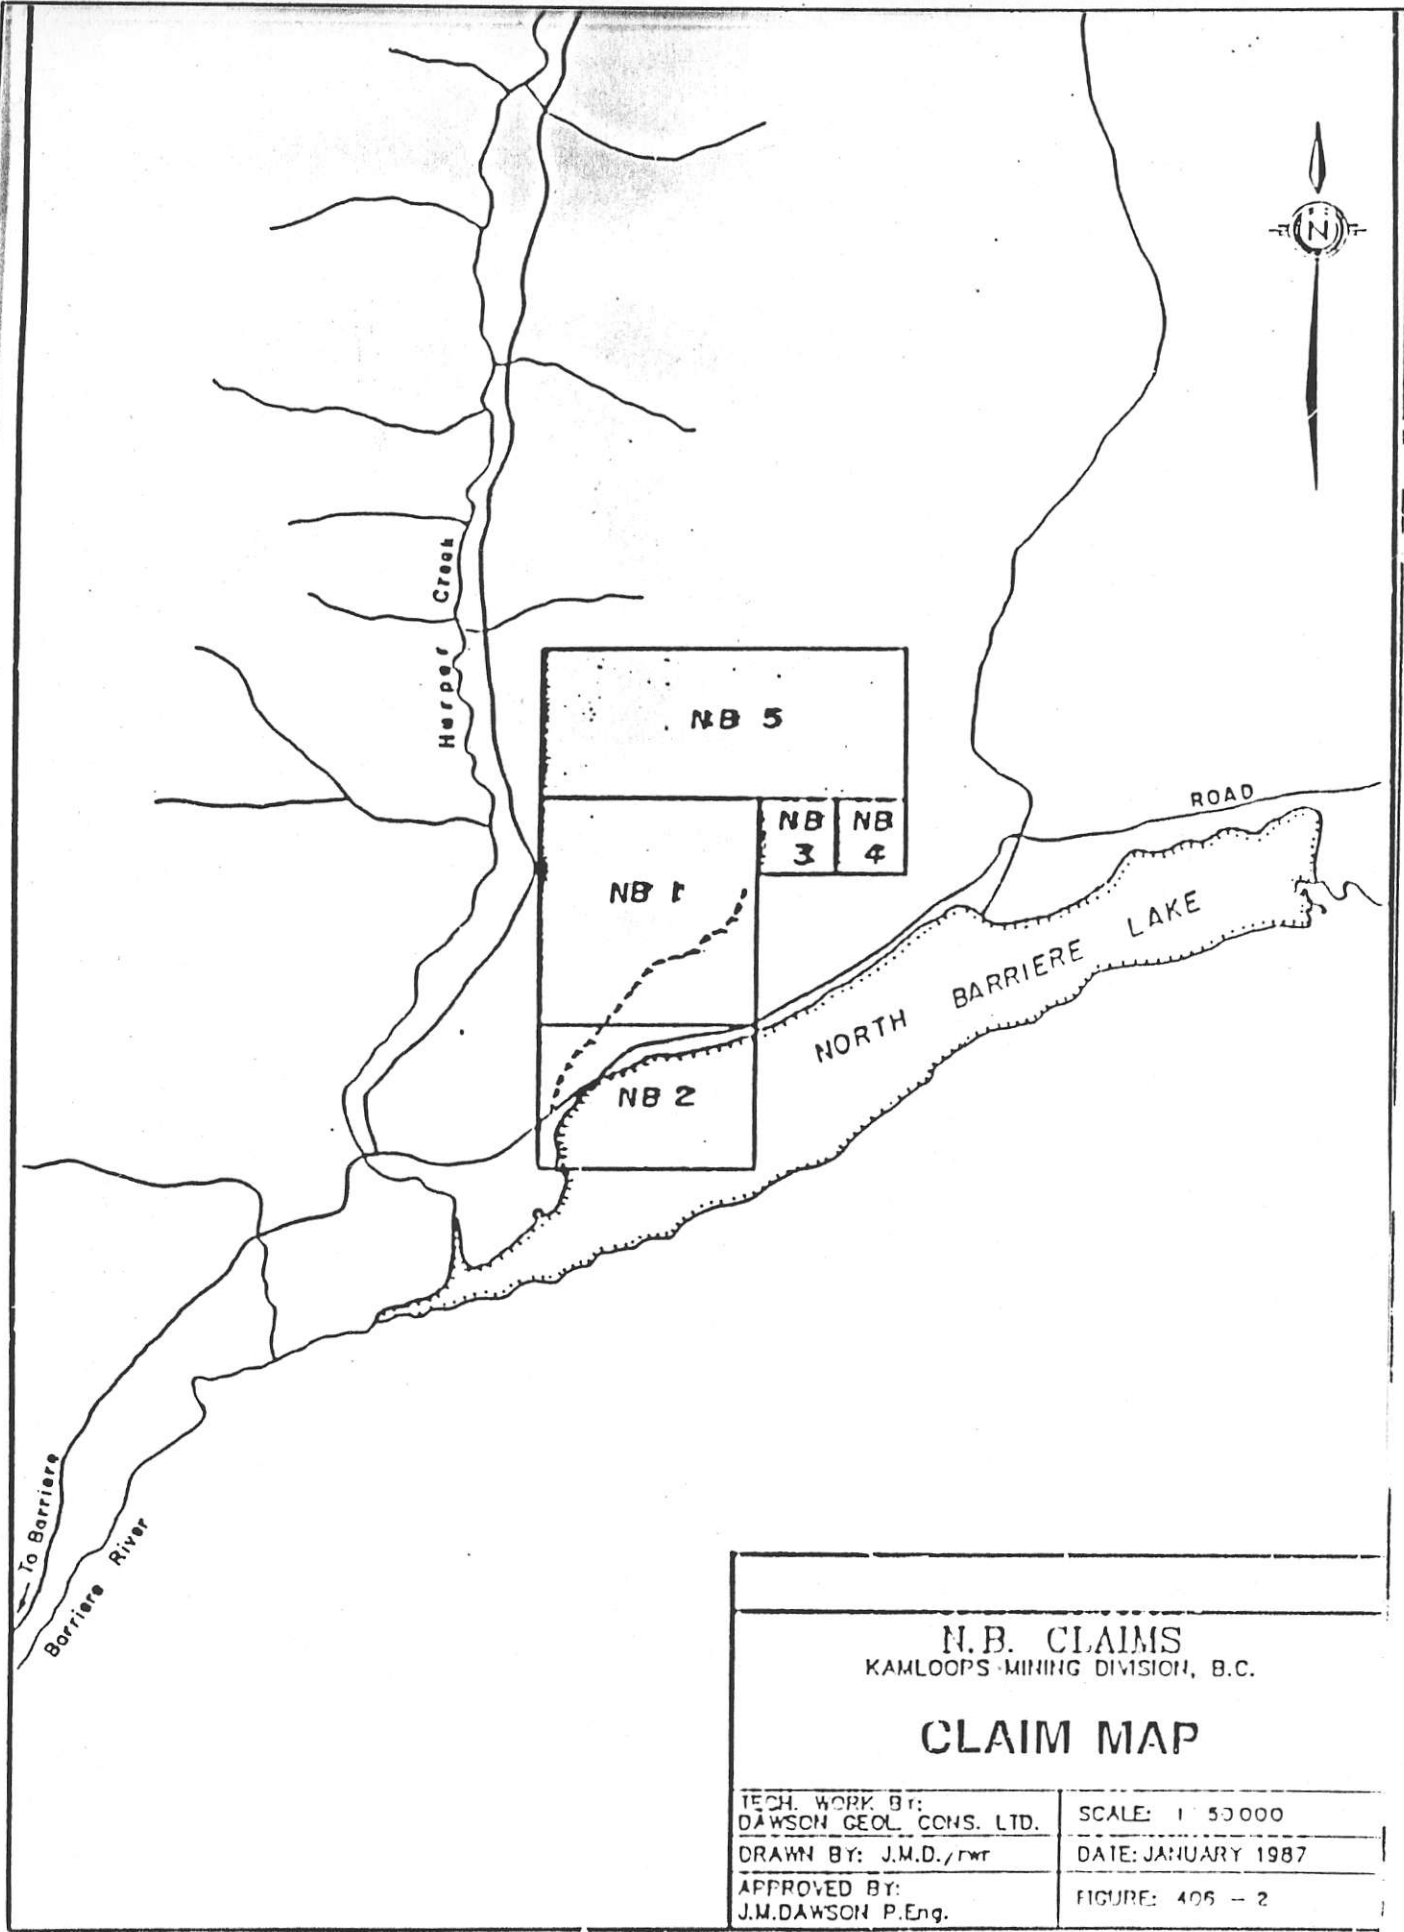 N
Harper Creek
NB 5
NB
3
NB
4
NB 1
ROAD
NORTH BARRIERE LAKE
NB 2
To Barriere
Barriere River
N.B. CLAIMS
KAMLOOPS MINING DIVISION, B.C.
CLAIM MAP
TECH. WORK BY:
DAWSON GEOL. CONS. LTD.
SCALE: 1 50000
DRAWN BY: J.M.D./rwr
DATE: JANUARY 1987
APPROVED BY:
J.M.DAWSON P.Eng.
FIGURE: 406 - 2